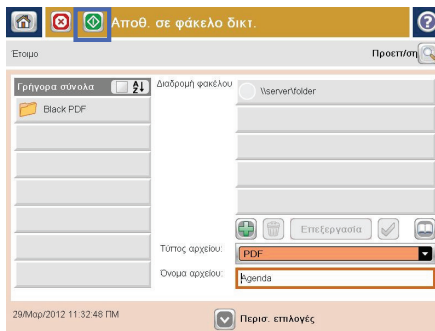 Αποθ. σε φάκελο δικτ.
Έτοιμο
Προεπ/ση
Γρήγορα σύνολα
Διαδρομή φακέλου
\\server\folder
Black PDF
Επεξεργασία
Τύπος αρχείου:
PDF
Όνομα αρχείου:
Agenda
29/Μαρ/2012 11:32:48 ΠΜ
Περισ. επιλογές